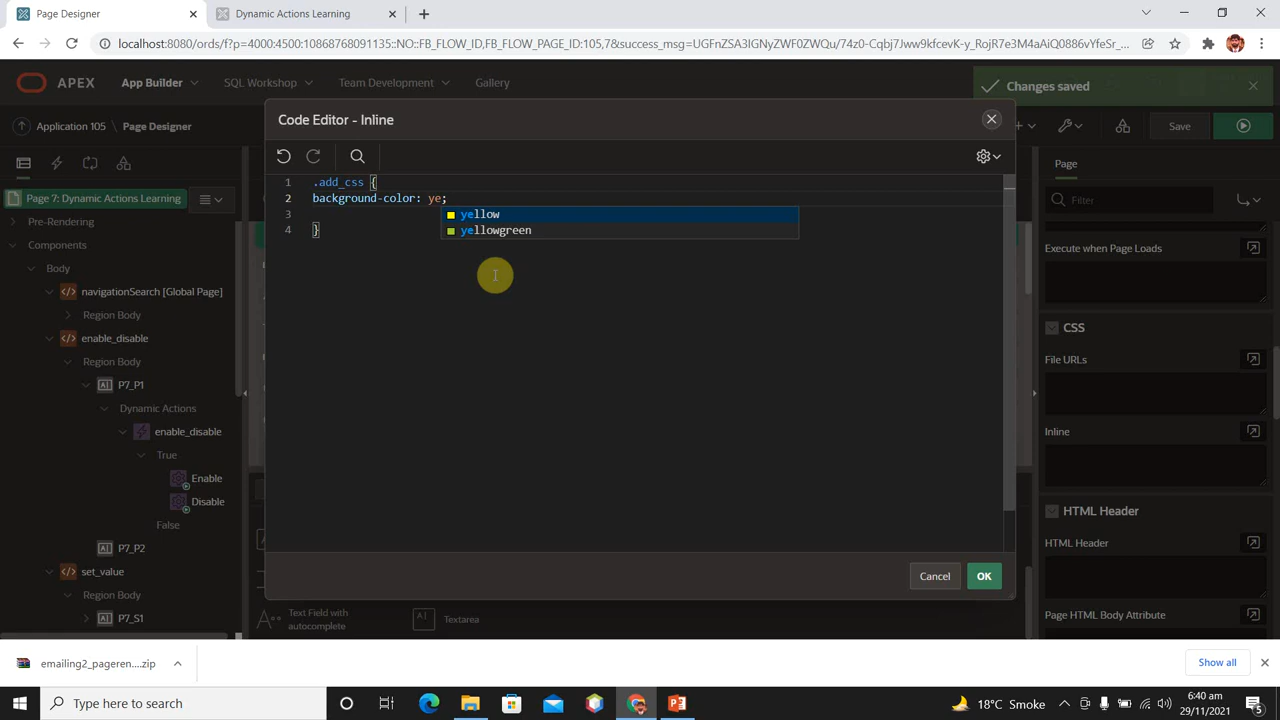 Page Designer
Dynamic Actions Learning
localhost:8080/ords/f?p=4000:4500:10868768091135::NO::FB_FLOW_ID,FB_FLOW_PAGE_ID:105,7&success_msg=
APEX
App Builder
SQL Workshop
Team Development
Gallery
Changes saved
Application 105
Page Designer
Save
Code Editor - Inline
1 .add_css {
2 background-color: ye;
3
4 }
yellow
yellowgreen
Cancel
OK
Page 7: Dynamic Actions Learning
Pre-Rendering
Components
Body
navigationSearch [Global Page]
Region Body
enable_disable
Region Body
P7_P1
Dynamic Actions
enable_disable
True
Enable
Disable
False
P7_P2
set_value
Region Body
P7_S1
Page
Filter
Execute when Page Loads
CSS
File URLs
Inline
HTML Header
HTML Header
Page HTML Body Attribute
Text Field with
autocomplete
Textarea
emailing2_pageren....zip
Show all
Type here to search
18°C Smoke
6:40 am
29/11/2021
5